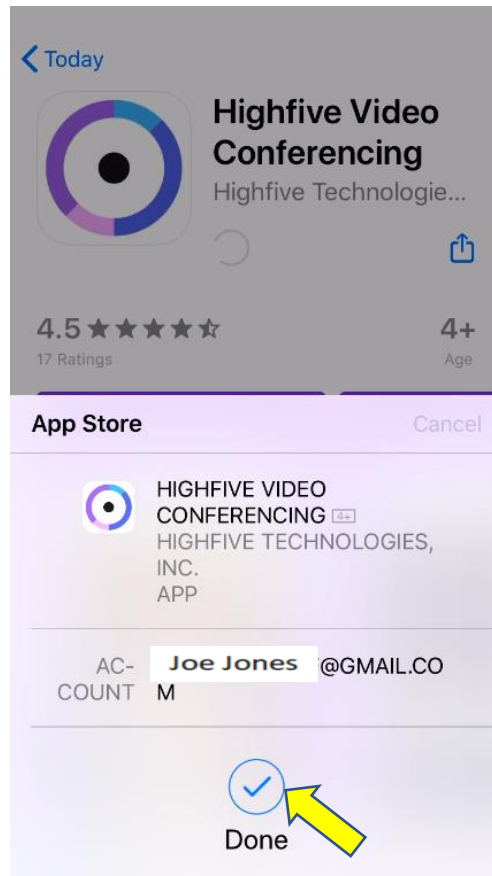 Today
Highfive Video
Conferencing
Highfive Technologie...
4.5
4+
17 Ratings
Age
App Store
Cancel
HIGHFIVE VIDEO
CONFERENCING 4+
HIGHFIVE TECHNOLOGIES,
INC.
APP
AC-
COUNT
Joe Jones @GMAIL.CO
M
Done